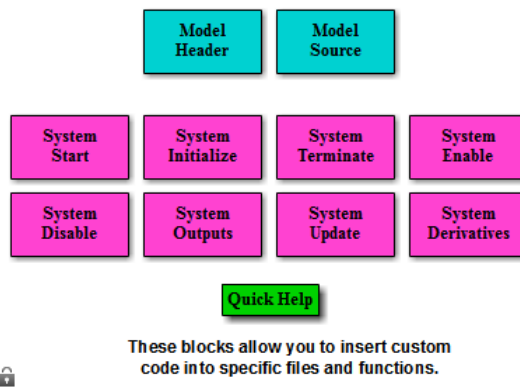 Model
Header
Model
Source
System
Start
System
Initialize
System
Terminate
System
Enable
System
Disable
System
Outputs
System
Update
System
Derivatives
Quick Help
These blocks allow you to insert custom
code into specific files and functions.